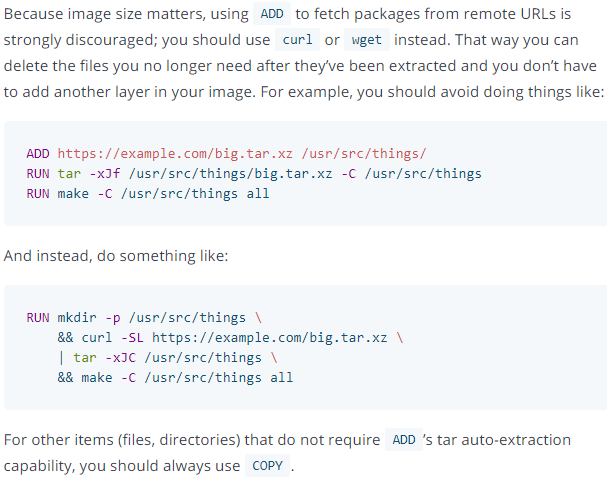 Because image size matters, using ADD to fetch packages from remote URLs is
strongly discouraged; you should use curl or wget instead. That way you can
delete the files you no longer need after they’ve been extracted and you don’t have
to add another layer in your image. For example, you should avoid doing things like:
ADD https://example.com/big.tar.xz /usr/src/things/
RUN tar -xJf /usr/src/things/big.tar.xz -C /usr/src/things
RUN make -C /usr/src/things all
And instead, do something like:
RUN mkdir -p /usr/src/things \
    && curl -SL https://example.com/big.tar.xz \
    | tar -xJC /usr/src/things \
    && make -C /usr/src/things all
For other items (files, directories) that do not require ADD ’s tar auto-extraction
capability, you should always use COPY .